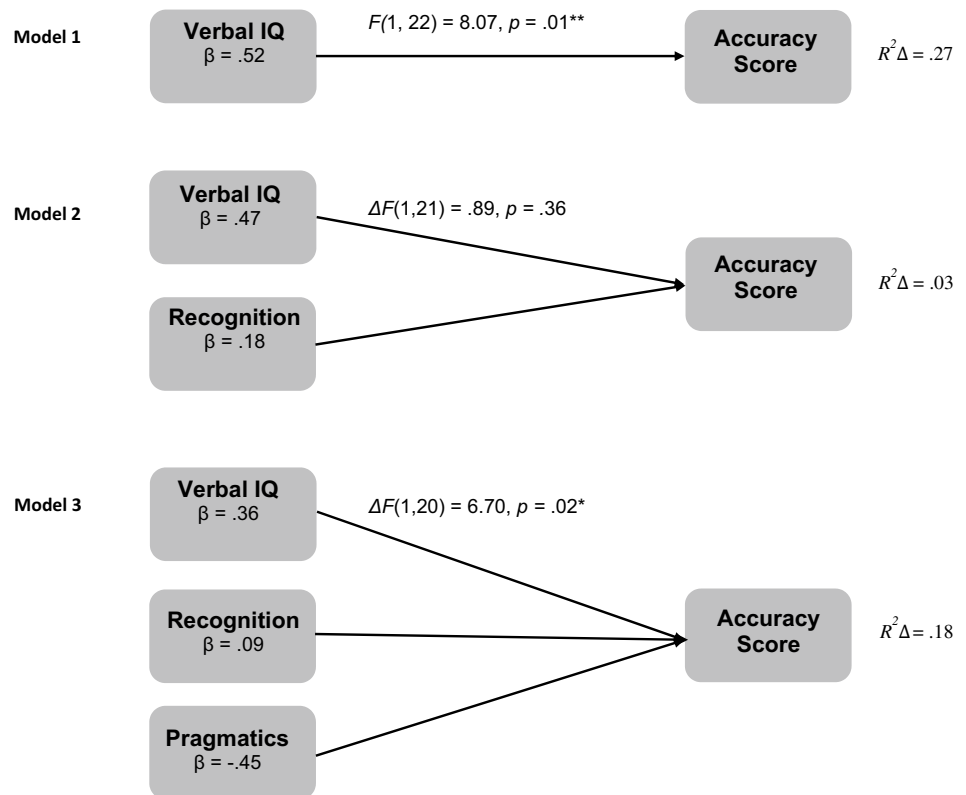 Model 1
Verbal IQ
β = .52
F(1, 22) = 8.07, p = .01**
Accuracy
Score
R²Δ = .27
Model 2
Verbal IQ
β = .47
ΔF(1,21) = .89, p = .36
Recognition
β = .18
Accuracy
Score
R²Δ = .03
Model 3
Verbal IQ
β = .36
ΔF(1,20) = 6.70, p = .02*
Recognition
β = .09
Accuracy
Score
R²Δ = .18
Pragmatics
β = -.45